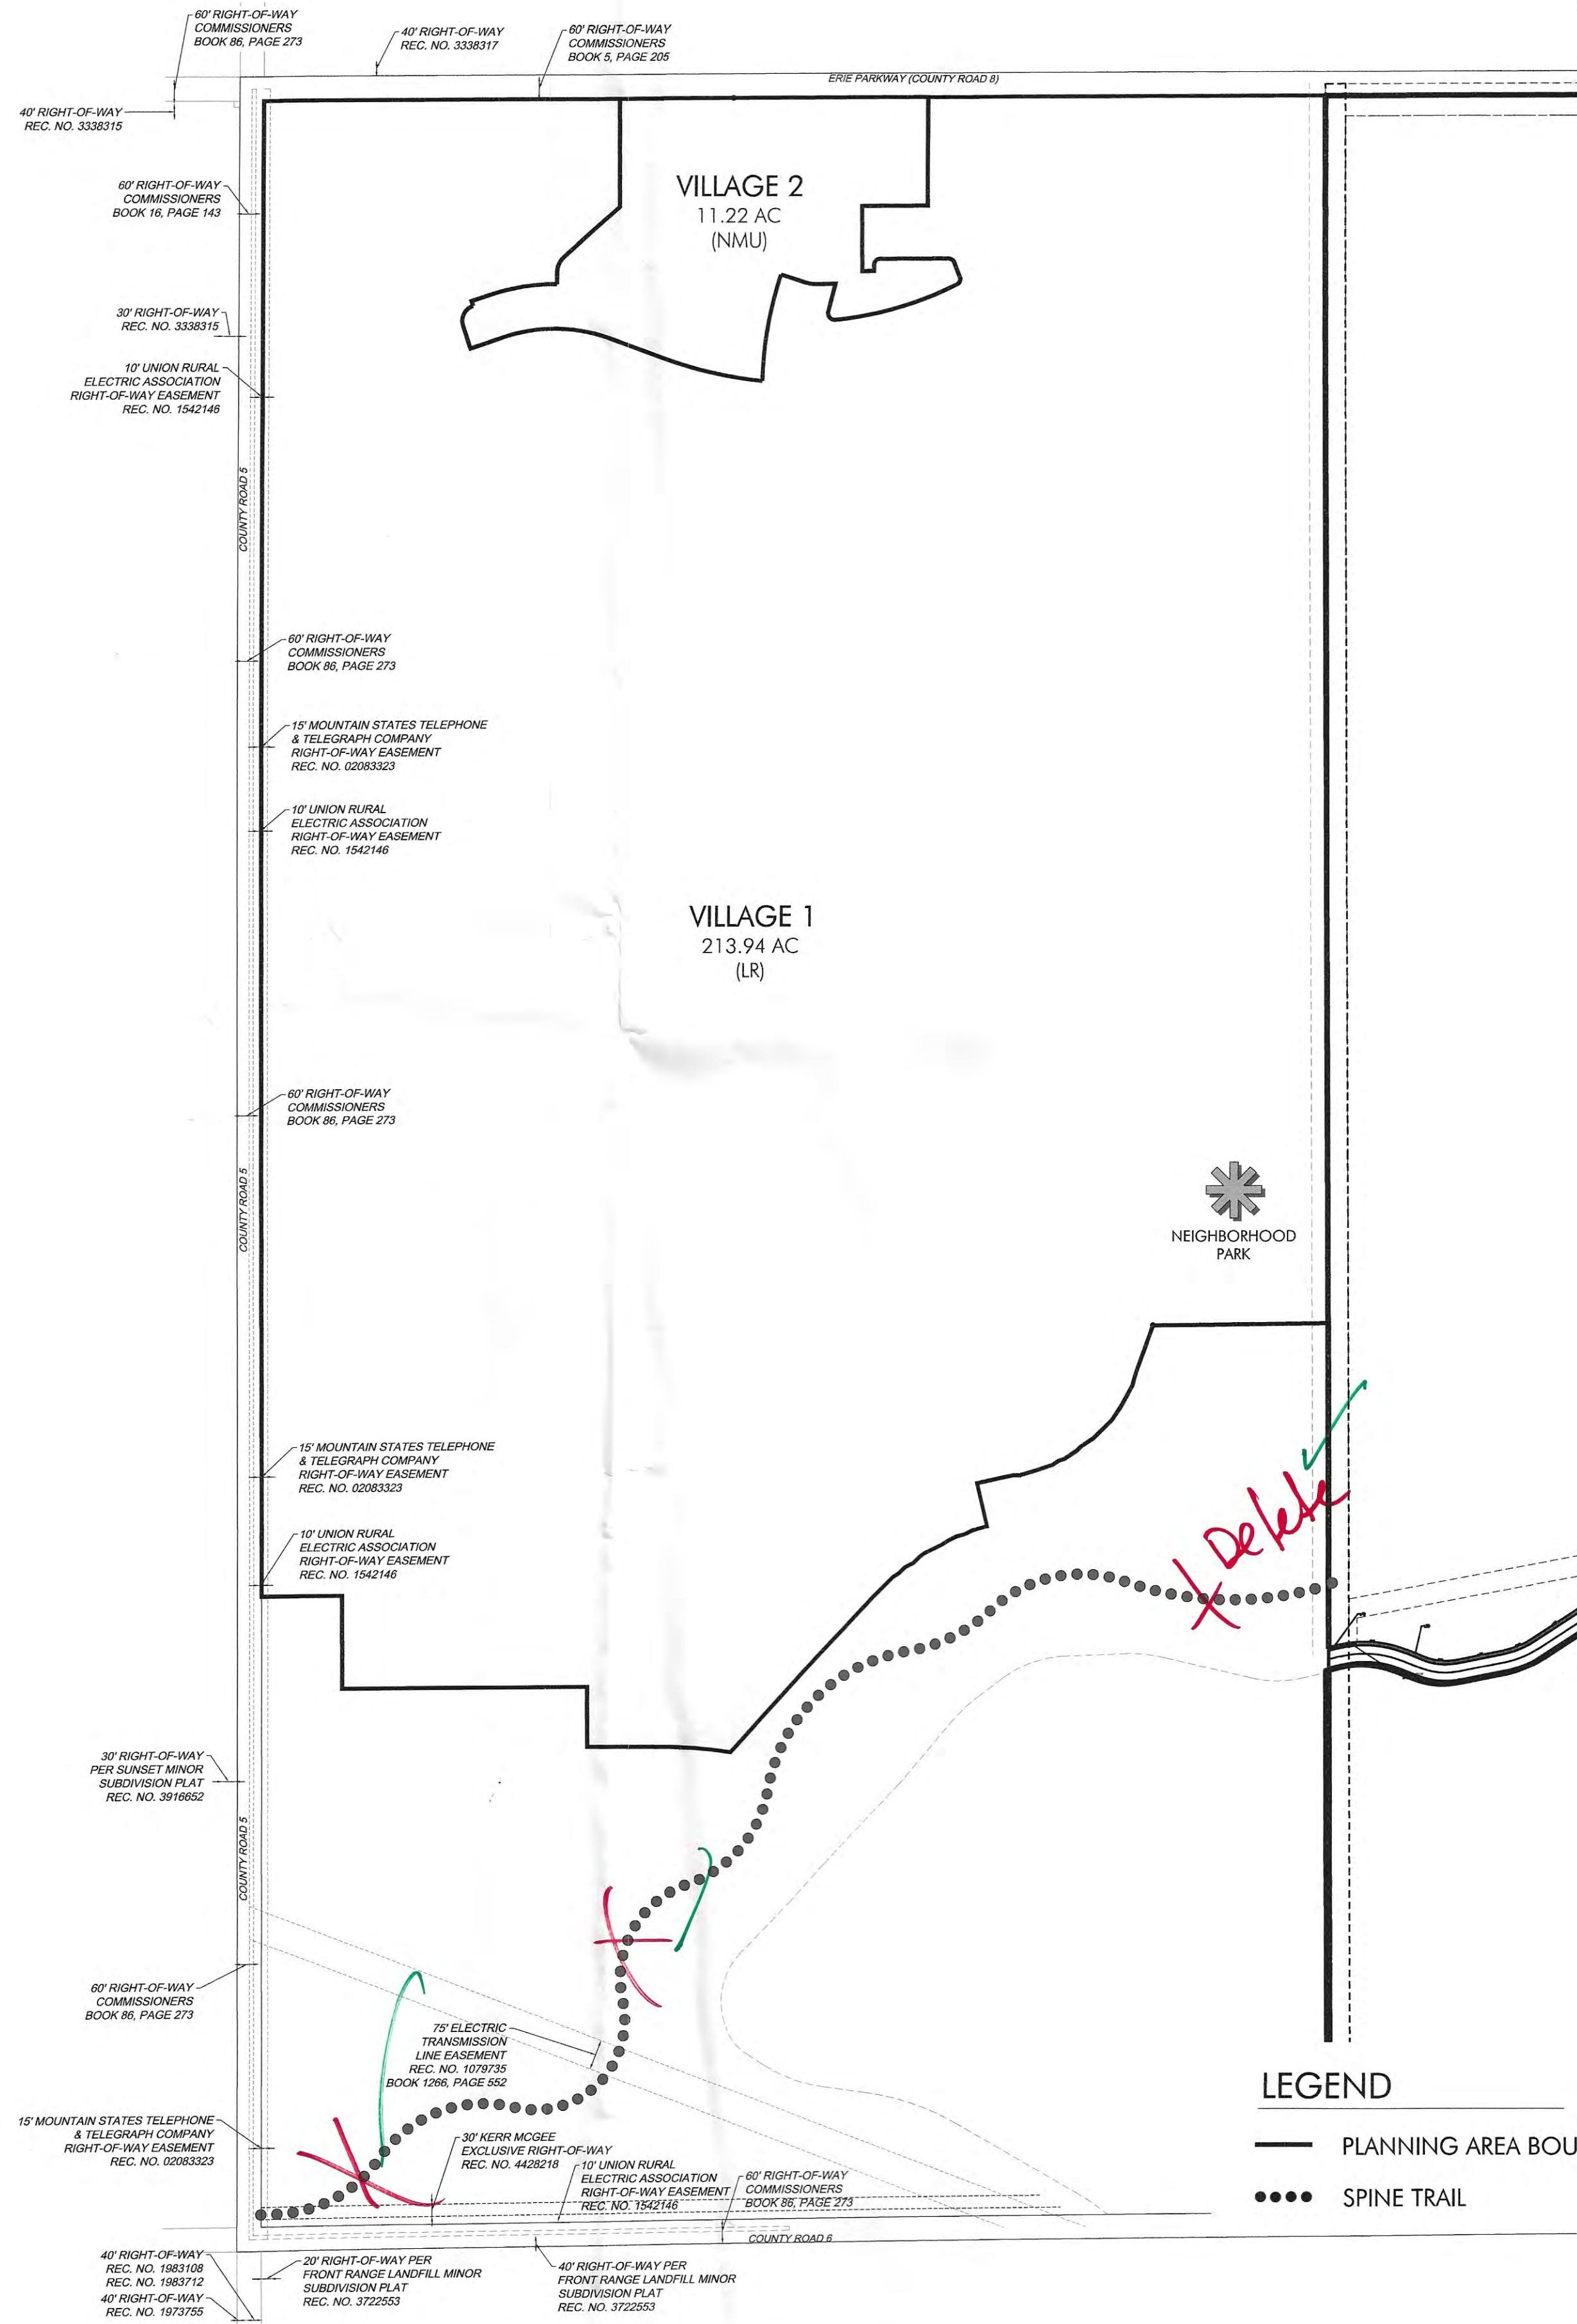 60' RIGHT-OF-WAY
COMMISSIONERS
BOOK 86, PAGE 273
40' RIGHT-OF-WAY
REC. NO. 3338317
60' RIGHT-OF-WAY
COMMISSIONERS
BOOK 5, PAGE 205
ERIE PARKWAY (COUNTY ROAD 8)
40' RIGHT-OF-WAY
REC. NO. 3338315
60' RIGHT-OF-WAY
COMMISSIONERS
BOOK 16, PAGE 143
VILLAGE 2
11.22 AC
(NMU)
30' RIGHT-OF-WAY
REC. NO. 3338315
10' UNION RURAL
ELECTRIC ASSOCIATION
RIGHT-OF-WAY EASEMENT
REC. NO. 1542146
COUNTY ROAD 5
60' RIGHT-OF-WAY
COMMISSIONERS
BOOK 86, PAGE 273
15' MOUNTAIN STATES TELEPHONE
& TELEGRAPH COMPANY
RIGHT-OF-WAY EASEMENT
REC. NO. 02083323
10' UNION RURAL
ELECTRIC ASSOCIATION
RIGHT-OF-WAY EASEMENT
REC. NO. 1542146
VILLAGE 1
213.94 AC
(LR)
60' RIGHT-OF-WAY
COMMISSIONERS
BOOK 86, PAGE 273
COUNTY ROAD 5
NEIGHBORHOOD
PARK
15' MOUNTAIN STATES TELEPHONE
& TELEGRAPH COMPANY
RIGHT-OF-WAY EASEMENT
REC. NO. 02083323
Delete
10' UNION RURAL
ELECTRIC ASSOCIATION
RIGHT-OF-WAY EASEMENT
REC. NO. 1542146
30' RIGHT-OF-WAY
PER SUNSET MINOR
SUBDIVISION PLAT
REC. NO. 3916652
COUNTY ROAD 5
60' RIGHT-OF-WAY
COMMISSIONERS
BOOK 86, PAGE 273
75' ELECTRIC
TRANSMISSION
LINE EASEMENT
REC. NO. 1079735
BOOK 1266, PAGE 552
LEGEND
PLANNING AREA BOU
SPINE TRAIL
15' MOUNTAIN STATES TELEPHONE
& TELEGRAPH COMPANY
RIGHT-OF-WAY EASEMENT
REC. NO. 02083323
30' KERR MCGEE
EXCLUSIVE RIGHT-OF-WAY
REC. NO. 4428218
10' UNION RURAL
ELECTRIC ASSOCIATION
RIGHT-OF-WAY EASEMENT
REC. NO. 1542146
60' RIGHT-OF-WAY
COMMISSIONERS
BOOK 86, PAGE 273
COUNTY ROAD 6
40' RIGHT-OF-WAY
REC. NO. 1983108
REC. NO. 1983712
40' RIGHT-OF-WAY
REC. NO. 1973755
20' RIGHT-OF-WAY PER
FRONT RANGE LANDFILL MINOR
SUBDIVISION PLAT
REC. NO. 3722553
40' RIGHT-OF-WAY PER
FRONT RANGE LANDFILL MINOR
SUBDIVISION PLAT
REC. NO. 3722553